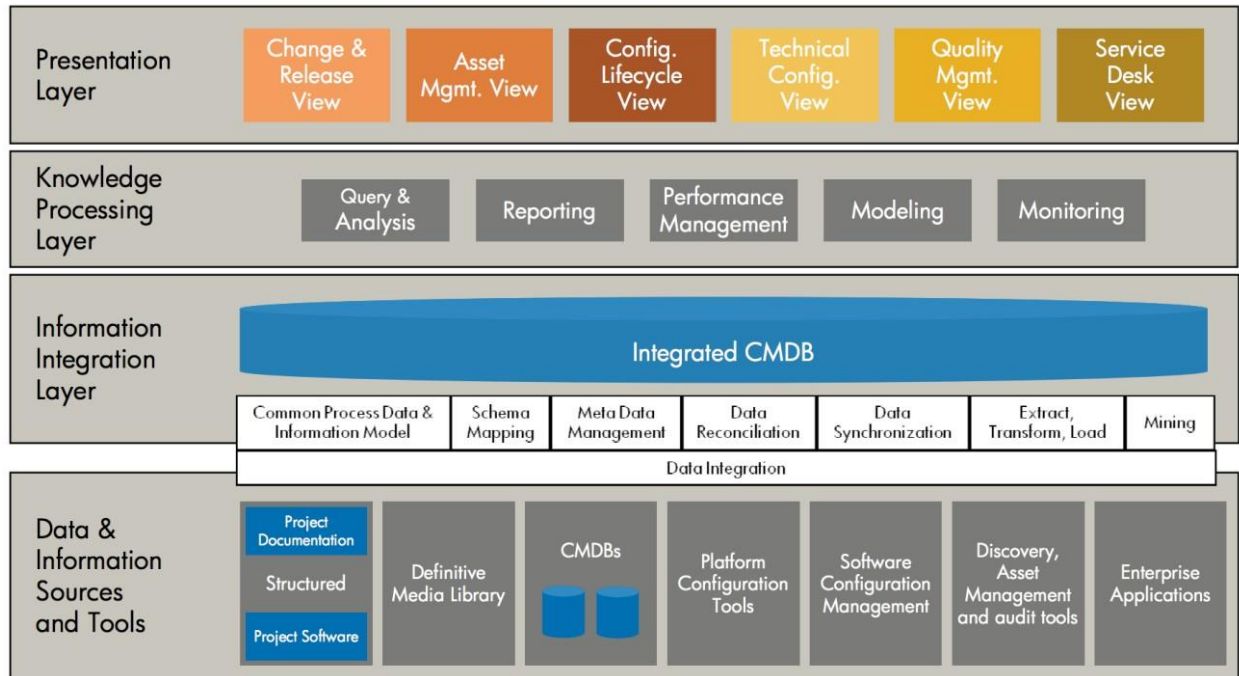 Presentation
Layer
Change &
Release
View
Asset
Mgmt. View
Config.
Lifecycle
View
Technical
Config.
View
Quality
Mgmt.
View
Service
Desk
View
Knowledge
Processing
Layer
Query &
Analysis
Reporting
Performance
Management
Modeling
Monitoring
Information
Integration
Layer
Integrated CMDB
Common Process Data &
Information Model
Schema
Mapping
Meta Data
Management
Data
Reconciliation
Data
Synchronization
Extract,
Transform, Load
Mining
Data Integration
Data &
Information
Sources
and Tools
Project
Documentation
Structured
Project Software
Definitive
Media Library
CMDBs
Platform
Configuration
Tools
Software
Configuration
Management
Discovery,
Asset
Management
and audit tools
Enterprise
Applications